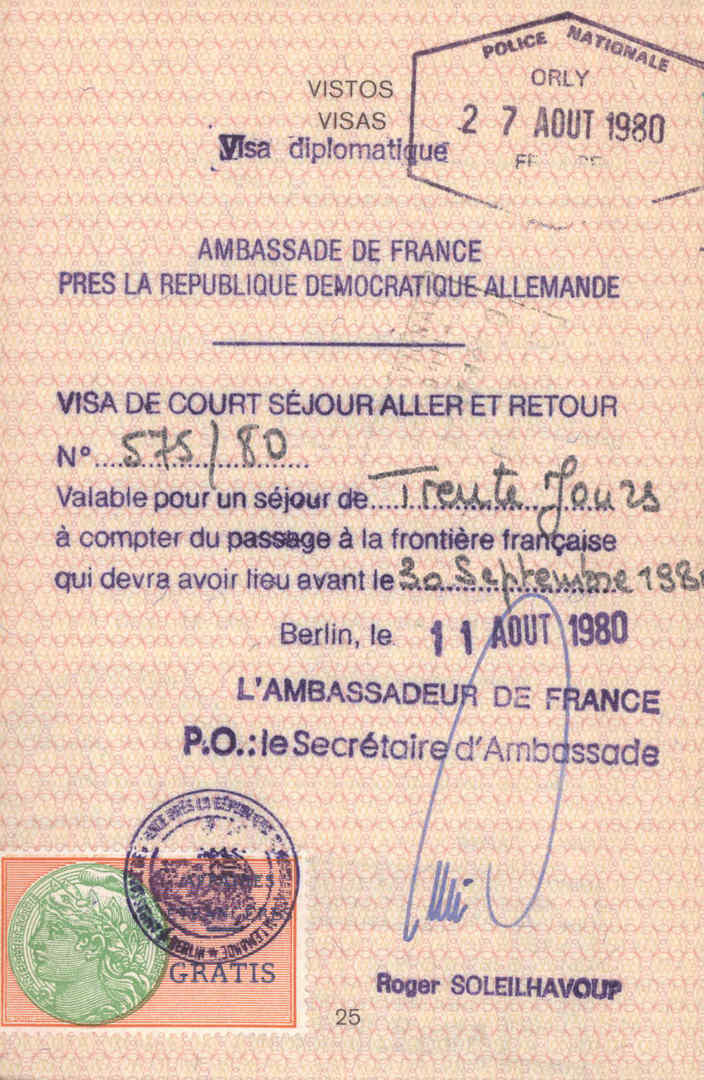 POLICE NATIONALE
ORLY
27 AOUT 1980
VISTOS
VISAS
Visa diplomatique
AMBASSADE DE FRANCE
PRES LA REPUBLIQUE DEMOCRATIQUE ALLEMANDE
VISA DE COURT SÉJOUR ALLER ET RETOUR
N° 575/80
Valable pour un séjour de Trente Jours
à compter du passage à la frontière française
qui devra avoir lieu avant le 30 Septembre 1980
Berlin, le 11 AOUT 1980
L'AMBASSADEUR DE FRANCE
P.O.: le Secrétaire d'Ambassade
BERLIN
GRATIS
Roger SOLEILHAVOUP
25